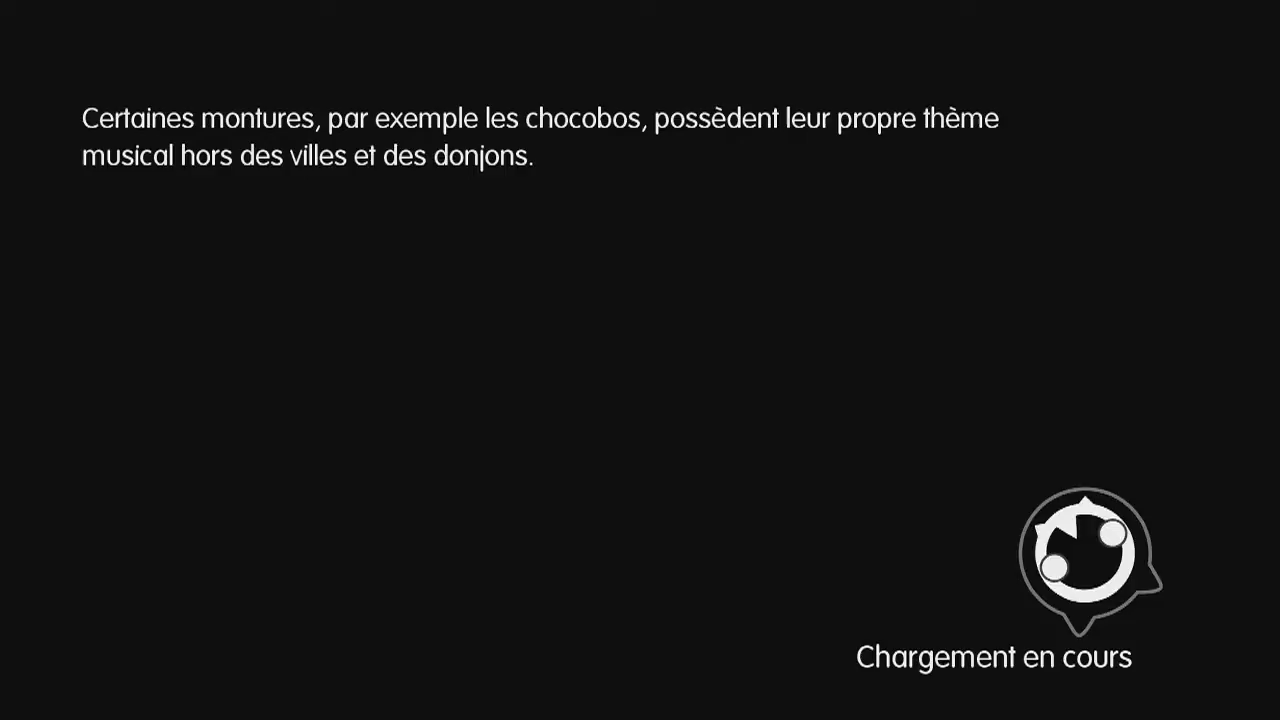 Certaines montures, par exemple les chocobos, possèdent leur propre thème
musical hors des villes et des donjons.
Chargement en cours